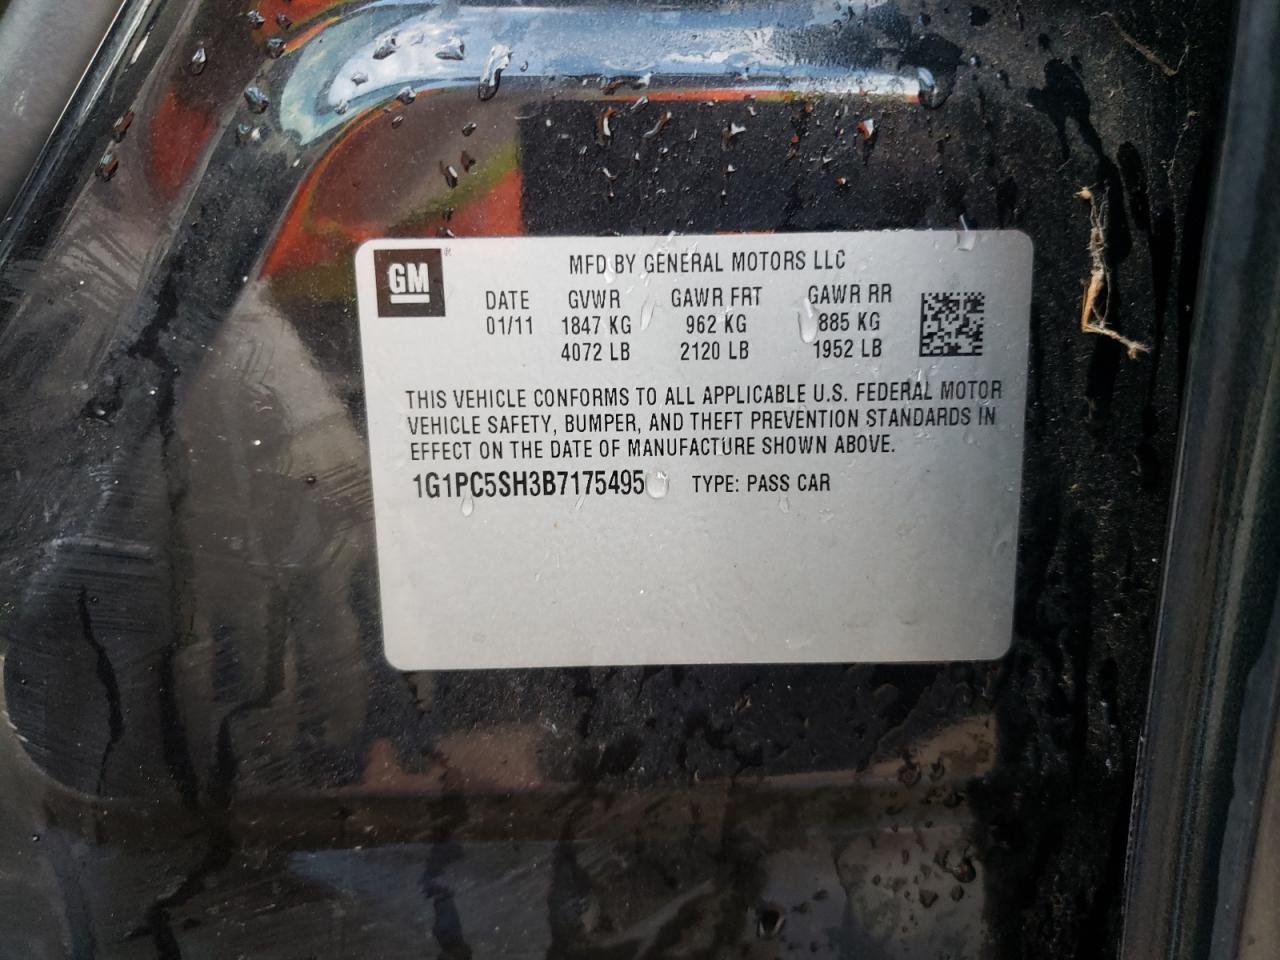 GM
MFD BY GENERAL MOTORS LLC
DATE GVWR GAWR FRT GAWR RR
01/11 1847 KG 962 KG 885 KG
4072 LB 2120 LB 1952 LB
THIS VEHICLE CONFORMS TO ALL APPLICABLE U.S. FEDERAL MOTOR
VEHICLE SAFETY, BUMPER, AND THEFT PREVENTION STANDARDS IN
EFFECT ON THE DATE OF MANUFACTURE SHOWN ABOVE.
1G1PC5SH3B7175495 TYPE: PASS CAR